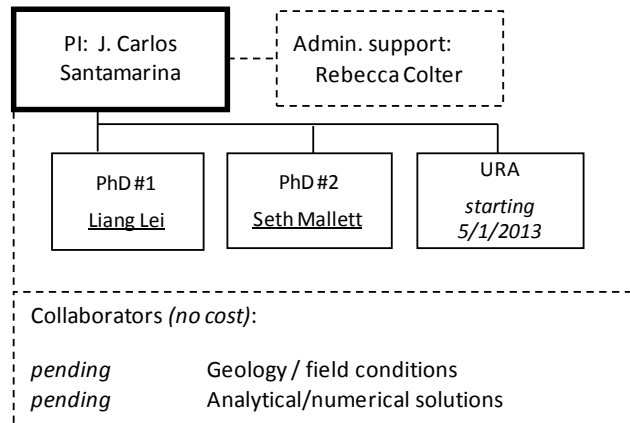 PI: J. Carlos
Santamarina
Admin. support:
Rebecca Colter
PhD #1
Liang Lei
PhD #2
Seth Mallett
URA
starting
5/1/2013
Collaborators (no cost):
pending Geology / field conditions
pending Analytical/numerical solutions